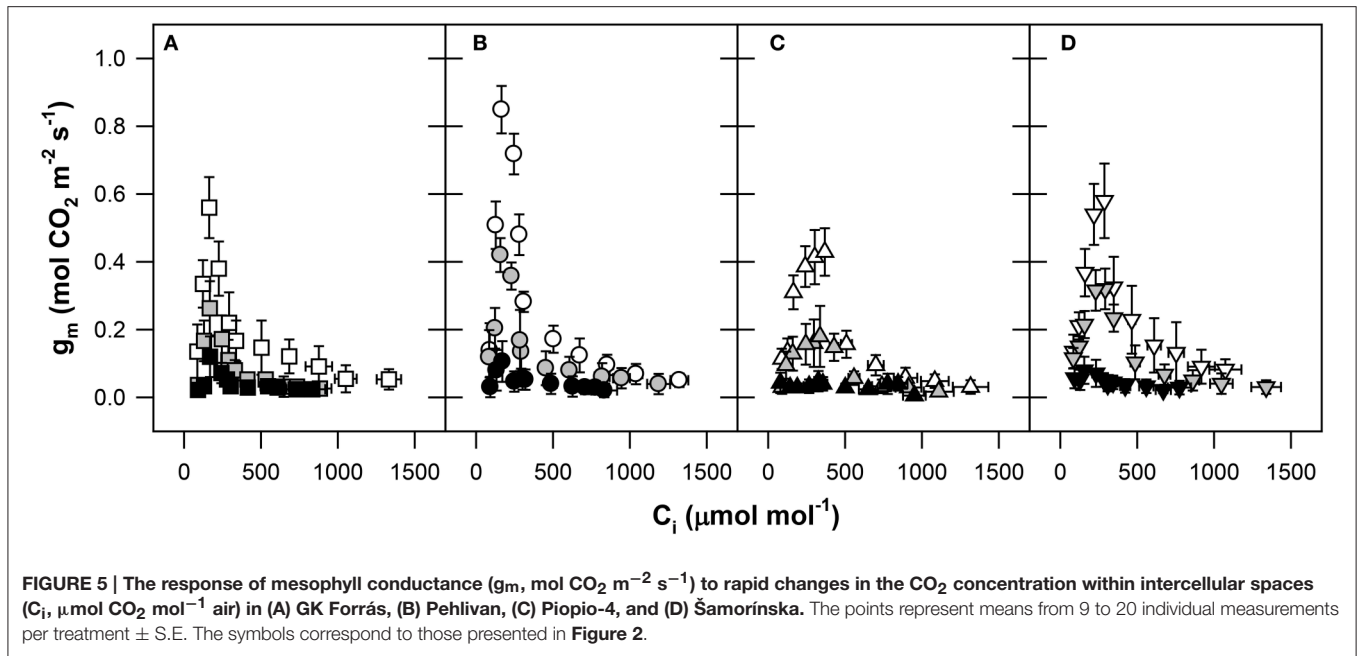 A B C D
1.0
0.8
0.6
0.4
0.2
0.0
gm (mol CO2 m-2 s-1)
0 500 1000 1500 0 500 1000 1500 0 500 1000 1500 0 500 1000 1500
Ci (μmol mol-1)
FIGURE 5 | The response of mesophyll conductance (gm, mol CO2 m−2 s−1) to rapid changes in the CO2 concentration within intercellular spaces
(Ci, μmol CO2 mol−1 air) in (A) GK Forrás, (B) Pehlivan, (C) Piopio-4, and (D) Šamorínska. The points represent means from 9 to 20 individual measurements
per treatment ± S.E. The symbols correspond to those presented in Figure 2.